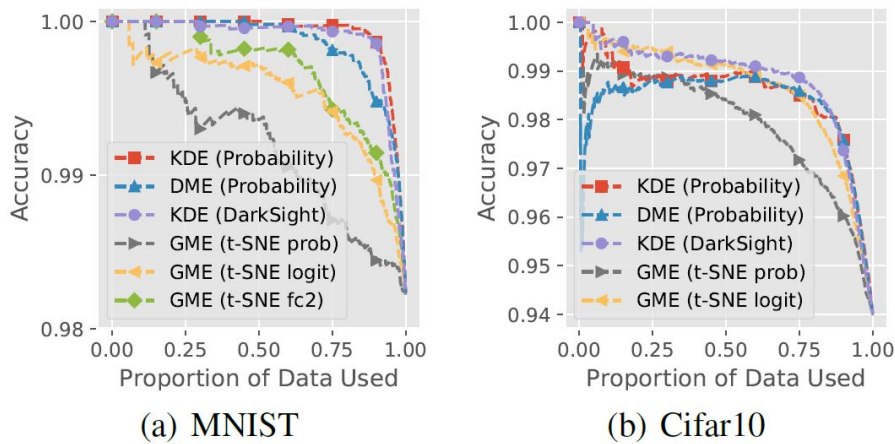 1.00
0.99
0.98
Accuracy
KDE (Probability)
DME (Probability)
KDE (DarkSight)
GME (t-SNE prob)
GME (t-SNE logit)
GME (t-SNE fc2)
0.00 0.25 0.50 0.75 1.00
Proportion of Data Used
(a) MNIST
1.00
0.99
0.98
0.97
0.96
0.95
0.94
Accuracy
KDE (Probability)
DME (Probability)
KDE (DarkSight)
GME (t-SNE prob)
GME (t-SNE logit)
0.00 0.25 0.50 0.75 1.00
Proportion of Data Used
(b) Cifar10